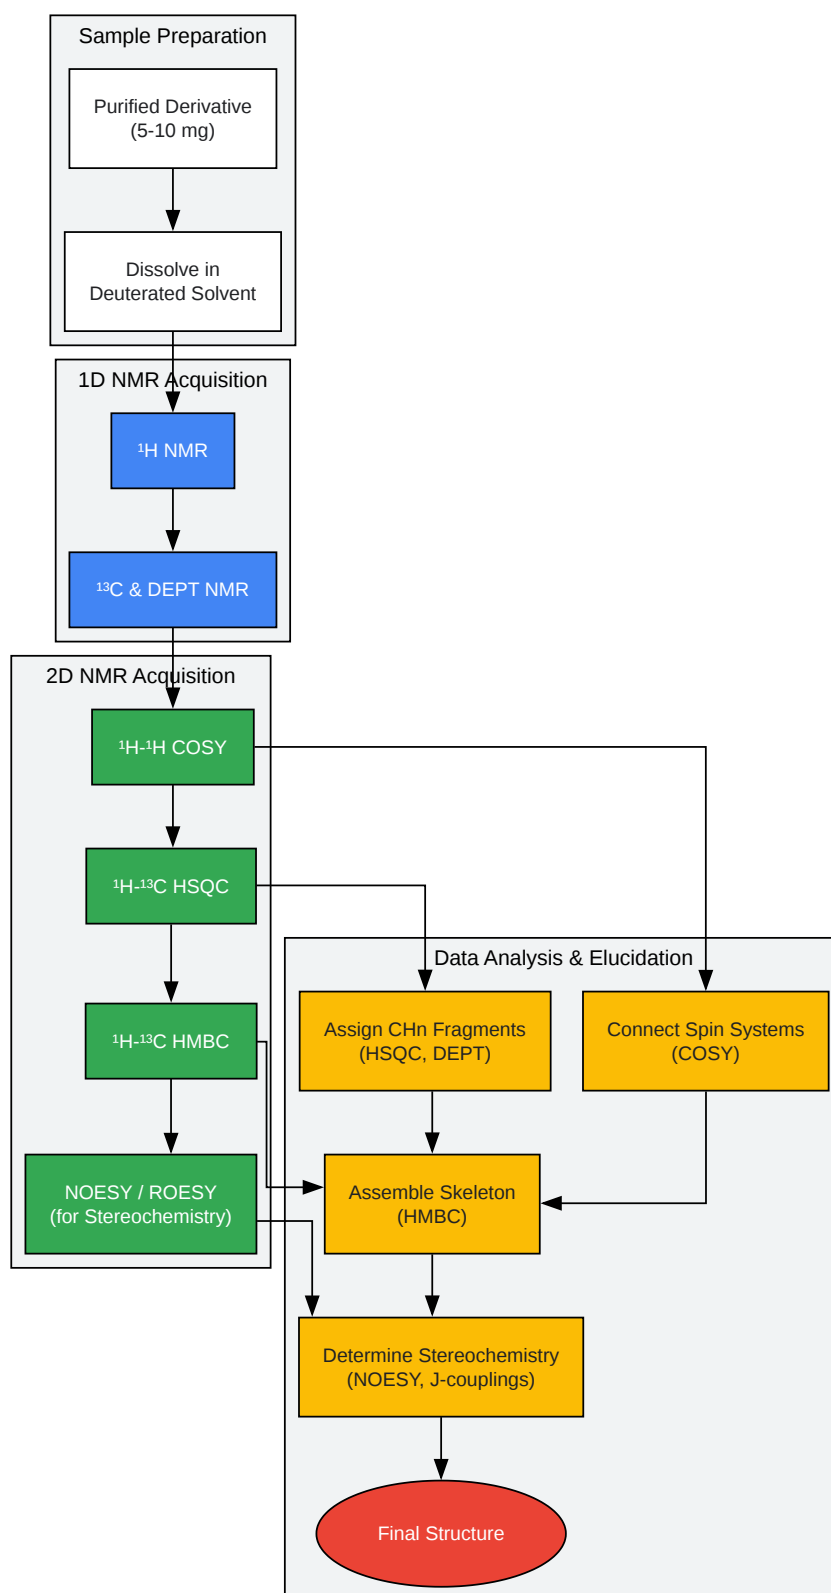 Sample Preparation
Purified Derivative
(5-10 mg)
Dissolve in
Deuterated Solvent
1D NMR Acquisition
¹H NMR
¹³C & DEPT NMR
2D NMR Acquisition
¹H-¹H COSY
¹H-¹³C HSQC
¹H-¹³C HMBC
NOESY / ROESY
(for Stereochemistry)
Data Analysis & Elucidation
Assign CHn Fragments
(HSQC, DEPT)
Connect Spin Systems
(COSY)
Assemble Skeleton
(HMBC)
Determine Stereochemistry
(NOESY, J-couplings)
Final Structure